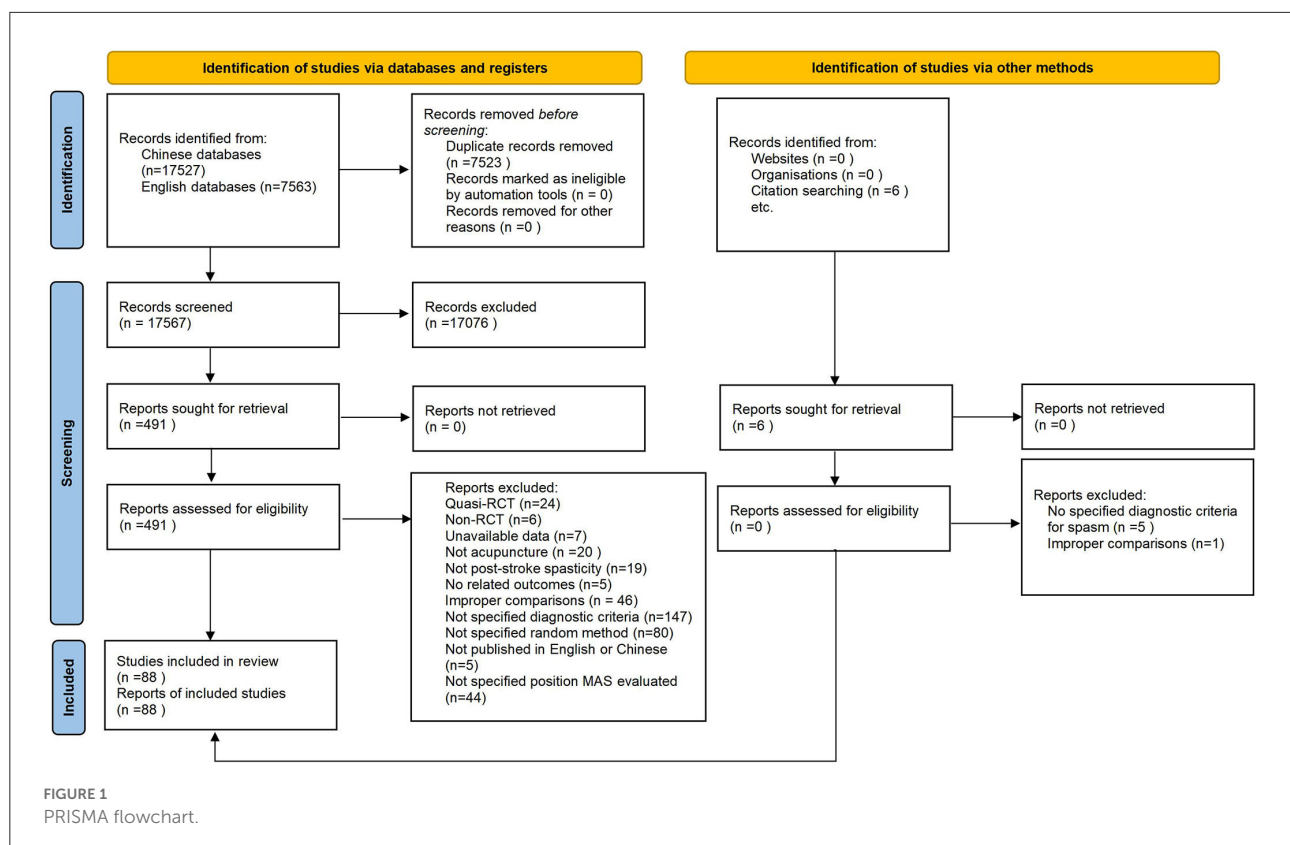 Identification of studies via databases and registers
Identification of studies via other methods
Identification
Records identified from:
Chinese databases
(n=17527)
English databases (n=7563)
Records removed before
screening:
Duplicate records removed
(n =7523 )
Records marked as ineligible
by automation tools (n = 0)
Records removed for other
reasons (n =0 )
Records identified from:
Websites (n =0 )
Organisations (n =0 )
Citation searching (n =6 )
etc.
Screening
Records screened
(n = 17567)
Records excluded
(n =17076 )
Reports sought for retrieval
(n =491 )
Reports not retrieved
(n = 0)
Reports sought for retrieval
(n =6 )
Reports not retrieved
(n =0 )
Reports assessed for eligibility
(n =491 )
Reports excluded:
Quasi-RCT (n=24)
Non-RCT (n=6)
Unavailable data (n=7)
Not acupuncture (n =20 )
Not post-stroke spasticity (n=19)
No related outcomes (n=5)
Improper comparisons (n = 46)
Not specified diagnostic criteria (n=147)
Not specified random method (n=80)
Not published in English or Chinese
(n=5)
Not specified position MAS evaluated
(n=44)
Reports assessed for eligibility
(n =0 )
Reports excluded:
No specified diagnostic criteria
for spasm (n =5 )
Improper comparisons (n=1)
Included
Studies included in review
(n =88 )
Reports of included studies
(n =88 )
FIGURE 1
PRISMA flowchart.